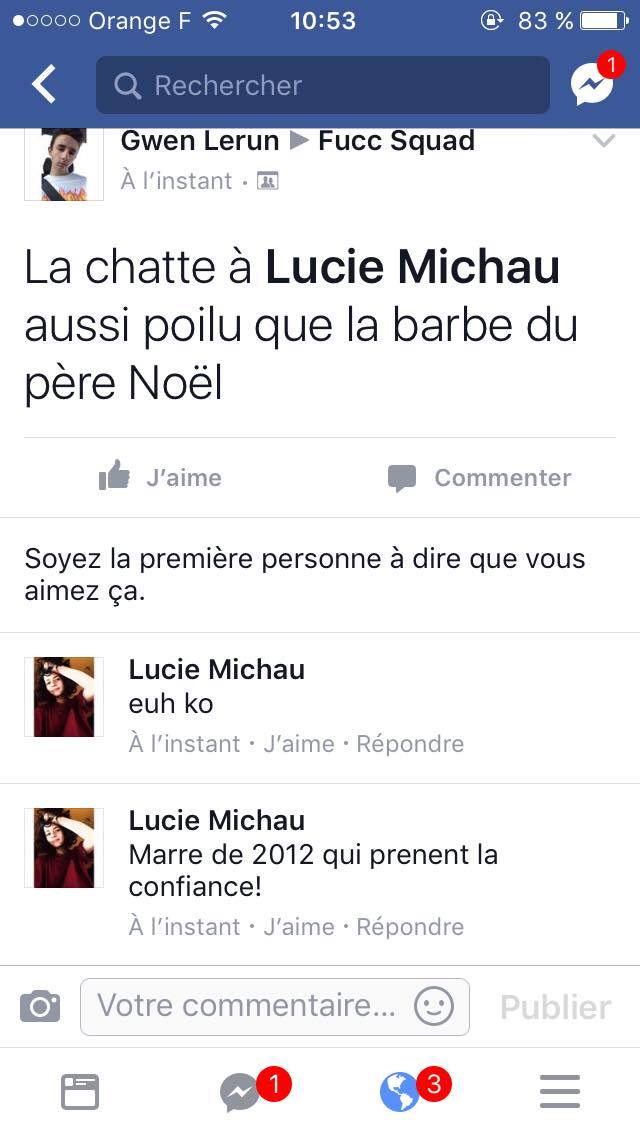 Orange F 10:53 83 %
Rechercher
1
Gwen Lerun ▶ Fucc Squad
À l’instant ·
La chatte à Lucie Michau
aussi poilu que la barbe du
père Noël
J’aime Commenter
Soyez la première personne à dire que vous
aimez ça.
Lucie Michau
euh ko
À l’instant · J’aime · Répondre
Lucie Michau
Marre de 2012 qui prenent la
confiance!
À l’instant · J’aime · Répondre
Votre commentaire... Publier
1 3